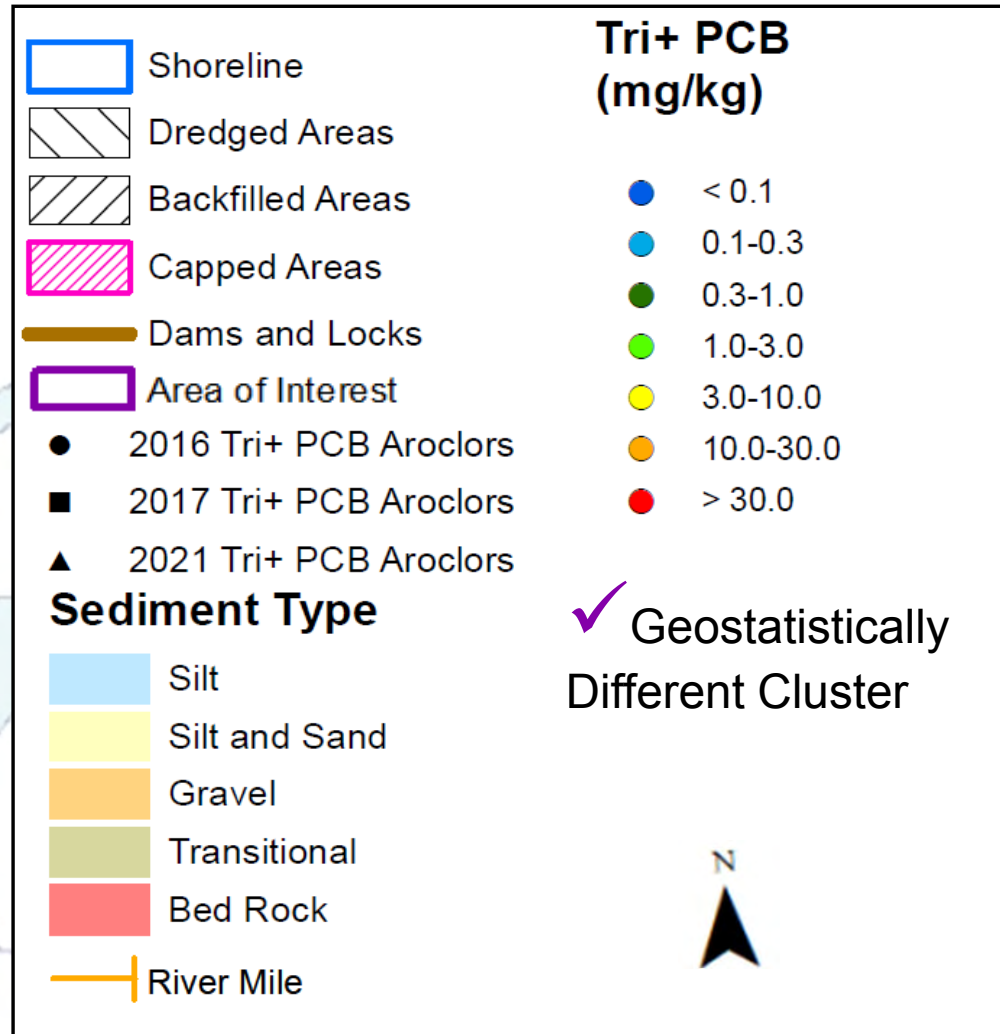 Shoreline
Dredged Areas
Backfilled Areas
Capped Areas
Dams and Locks
Area of Interest
2016 Tri+ PCB Aroclors
2017 Tri+ PCB Aroclors
2021 Tri+ PCB Aroclors
Sediment Type
Silt
Silt and Sand
Gravel
Transitional
Bed Rock
River Mile
Tri+ PCB
(mg/kg)
< 0.1
0.1-0.3
0.3-1.0
1.0-3.0
3.0-10.0
10.0-30.0
> 30.0
Geostatistically
Different Cluster
N